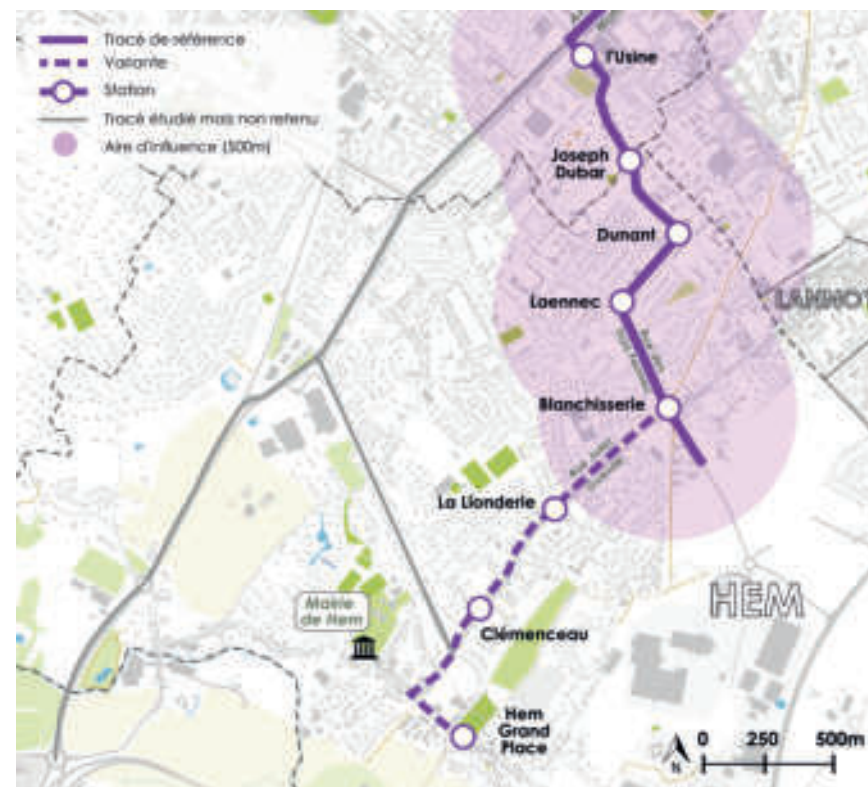 Tracé de référence
Variante
Station
Tracé étudié mais non retenu
Aire d'influence (500m)
l'Usine
Joseph
Dubar
Dunant
LANNOY
Laennec
Blanchisserie
La Lionderie
HEM
Mairie
de Hem
Clémenceau
Hem
Grand
Place
N
0 250 500m